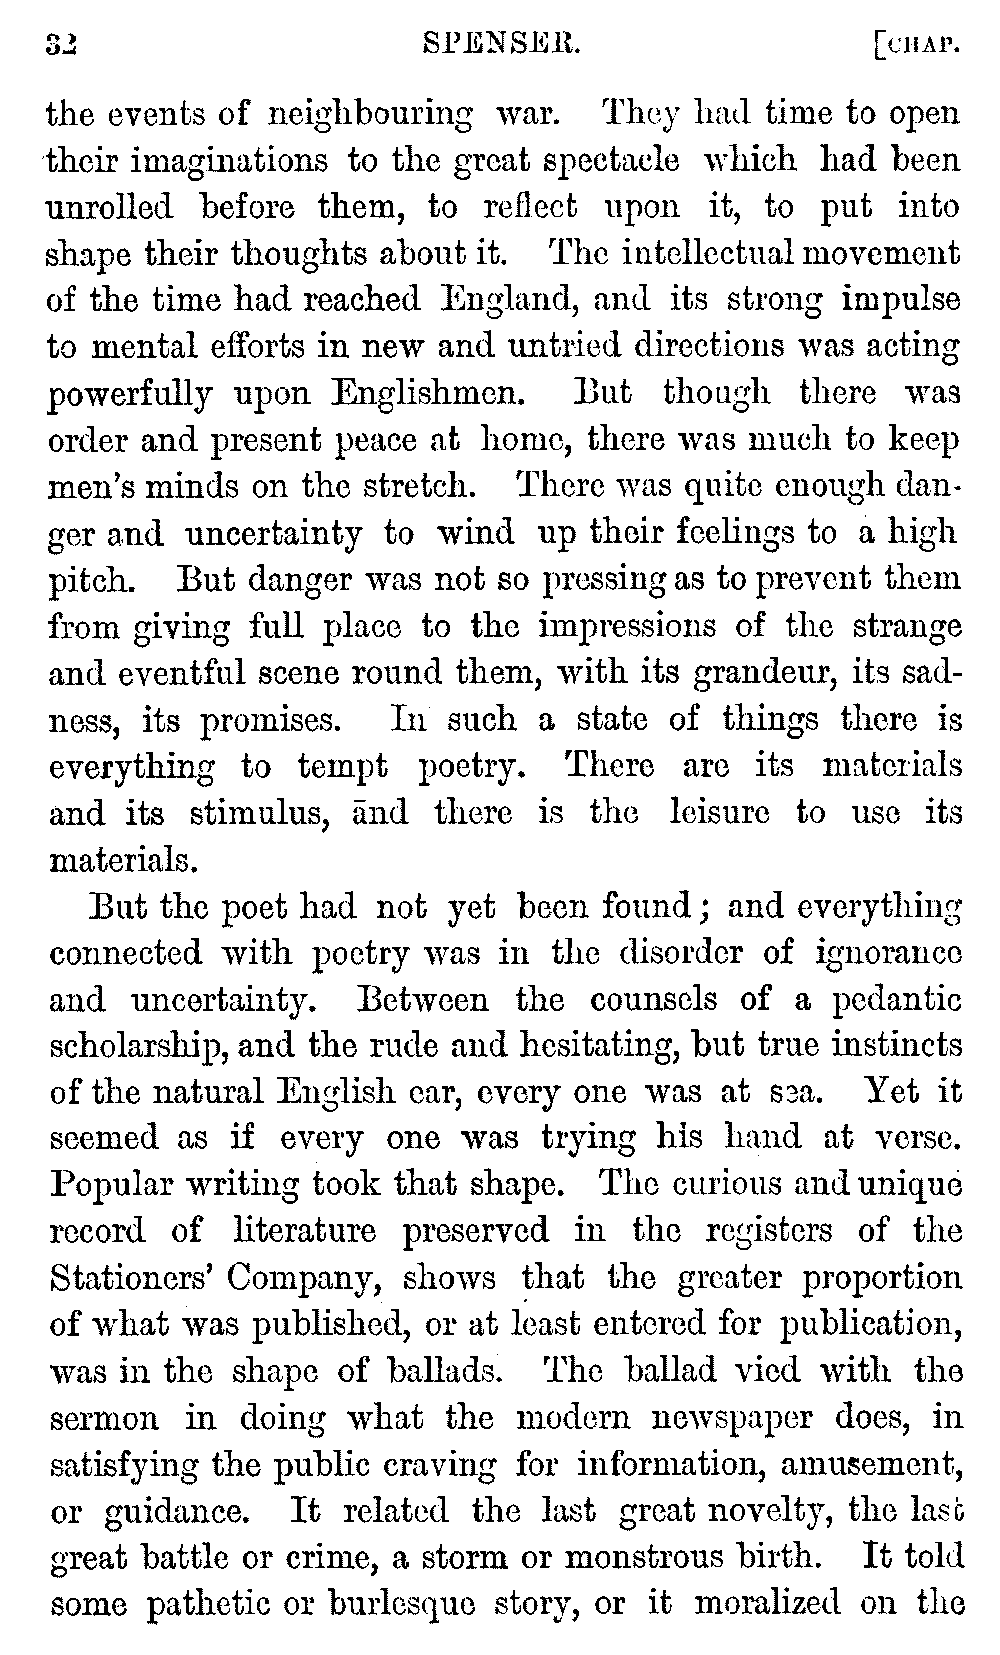 32 SPENSER. [CHAP.
the events of neighbouring war. They had time to open
their imaginations to the great spectacle which had been
unrolled before them, to reflect upon it, to put into
shape their thoughts about it. The intellectual movement
of the time had reached England, and its strong impulse
to mental efforts in new and untried directions was acting
powerfully upon Englishmen. But though there was
order and present peace at home, there was much to keep
men's minds on the stretch. There was quite enough dan-
ger and uncertainty to wind up their feelings to a high
pitch. But danger was not so pressing as to prevent them
from giving full place to the impressions of the strange
and eventful scene round them, with its grandeur, its sad-
ness, its promises. In such a state of things there is
everything to tempt poetry. There are its materials
and its stimulus, and there is the leisure to use its
materials.
But the poet had not yet been found; and everything
connected with poetry was in the disorder of ignorance
and uncertainty. Between the counsels of a pedantic
scholarship, and the rude and hesitating, but true instincts
of the natural English ear, every one was at sea. Yet it
seemed as if every one was trying his hand at verse.
Popular writing took that shape. The curious and unique
record of literature preserved in the registers of the
Stationers' Company, shows that the greater proportion
of what was published, or at least entered for publication,
was in the shape of ballads. The ballad vied with the
sermon in doing what the modern newspaper does, in
satisfying the public craving for information, amusement,
or guidance. It related the last great novelty, the last
great battle or crime, a storm or monstrous birth. It told
some pathetic or burlesque story, or it moralized on the